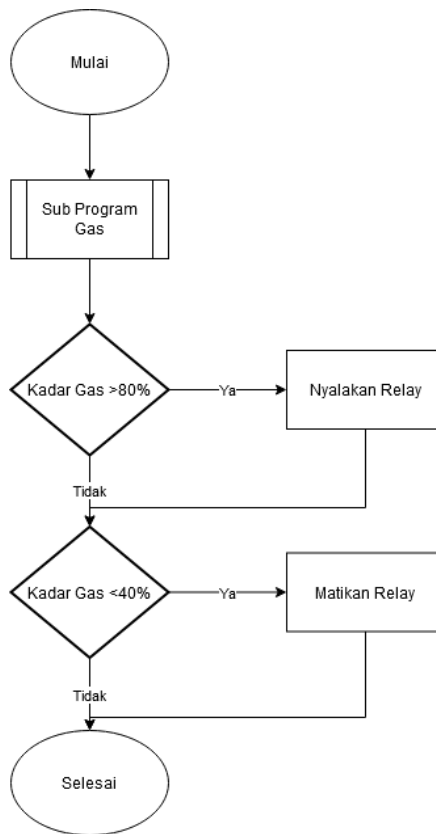 Mulai
Sub Program
Gas
Kadar Gas >80%
Ya
Nyalakan Relay
Tidak
Kadar Gas <40%
Ya
Matikan Relay
Tidak
Selesai